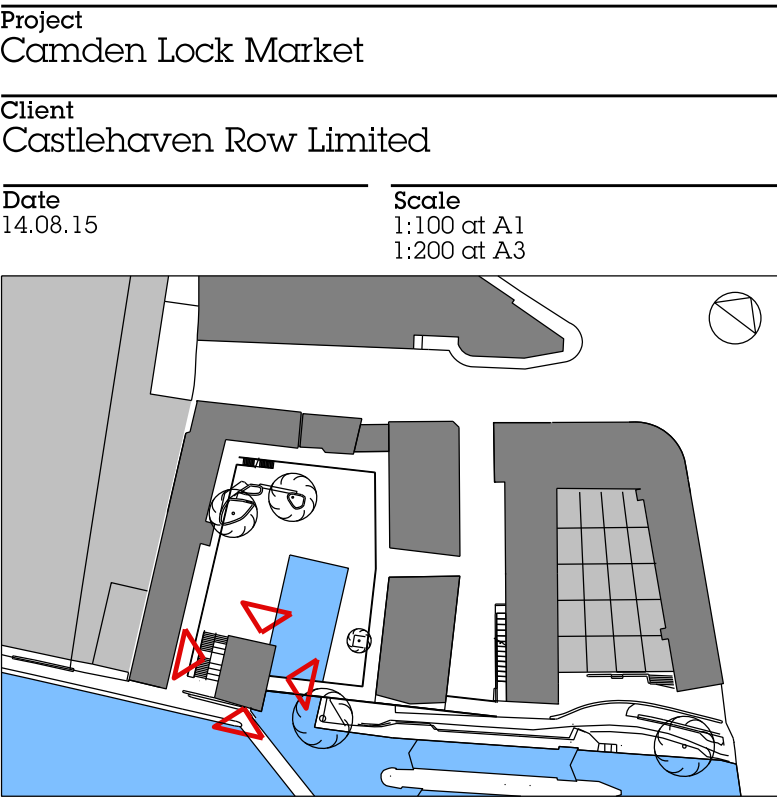 Project
Camden Lock Market
Client
Castlehaven Row Limited
Date
14.08.15
Scale
1:100 at A1
1:200 at A3